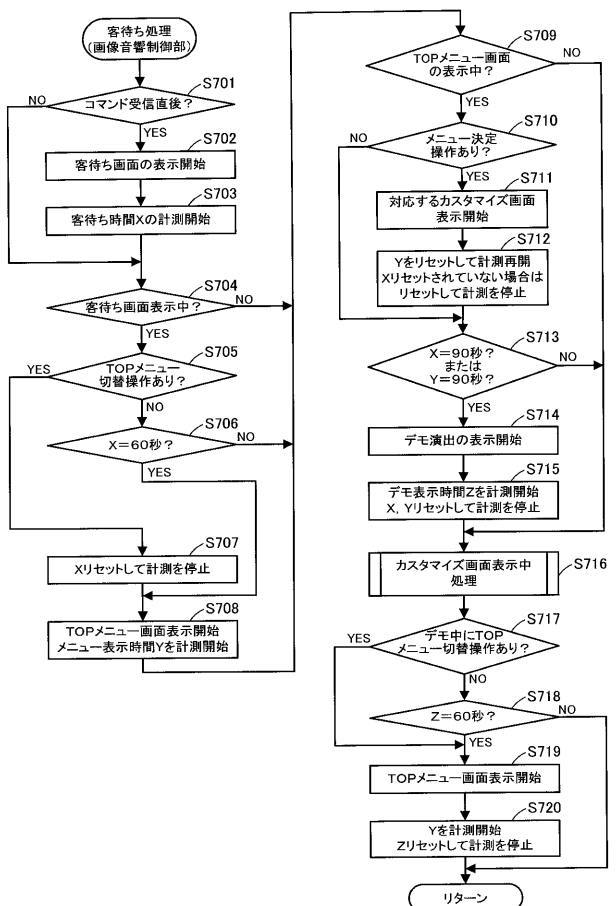 客待ち処理
(画像音響制御部)
S701
コマンド受信直後？
NO
YES
S702
客待ち画面の表示開始
S703
客待ち時間Xの計測開始
S704
客待ち画面表示中？
NO
YES
S705
TOPメニュー
切替操作あり？
YES
NO
S706
X＝60秒？
NO
YES
S707
Xリセットして計測を停止
S708
TOPメニュー画面表示開始
メニュー表示時間Yを計測開始
S709
TOPメニュー画面
の表示中？
NO
YES
S710
メニュー決定
操作あり？
NO
YES
S711
対応するカスタマイズ画面
表示開始
S712
Yをリセットして計測再開
Xリセットされていない場合は
リセットして計測を停止
S713
X＝90秒？
または
Y＝90秒？
NO
YES
S714
デモ演出の表示開始
S715
デモ表示時間Zを計測開始
X, Yリセットして計測を停止
S716
カスタマイズ画面表示中
処理
S717
デモ中にTOP
メニュー切替操作あり？
YES
NO
S718
Z＝60秒？
NO
YES
S719
TOPメニュー画面表示開始
S720
Yを計測開始
Zリセットして計測を停止
リターン